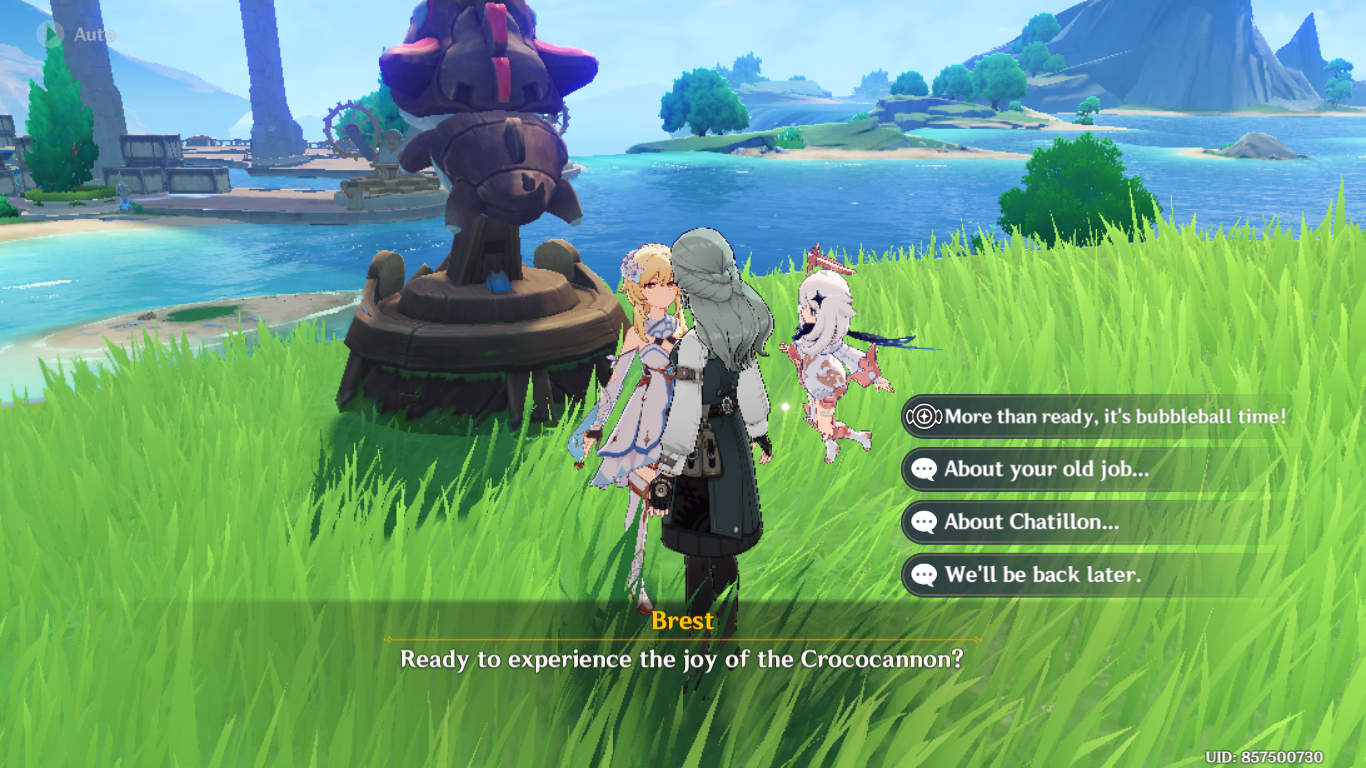 Auto
More than ready, it's bubbleball time!
About your old job...
About Chatillon...
We'll be back later.
Brest
Ready to experience the joy of the Crococannon?
UID: 857500730